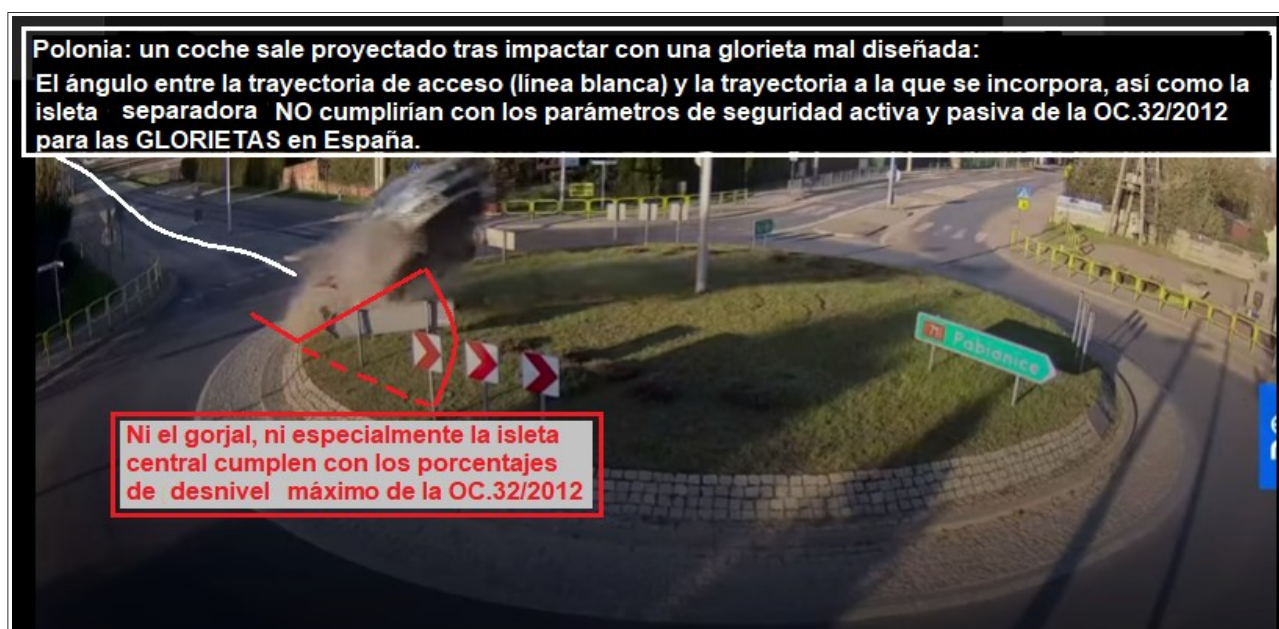 Polonia: un coche sale proyectado tras impactar con una glorieta mal diseñada:
El ángulo entre la trayectoria de acceso (línea blanca) y la trayectoria a la que se incorpora, así como la
isleta separadora NO cumplirían con los parámetros de seguridad activa y pasiva de la OC.32/2012
para las GLORIETAS en España.
71 Pabianice
Ni el gorjal, ni especialmente la isleta
central cumplen con los porcentajes
de desnivel máximo de la OC.32/2012